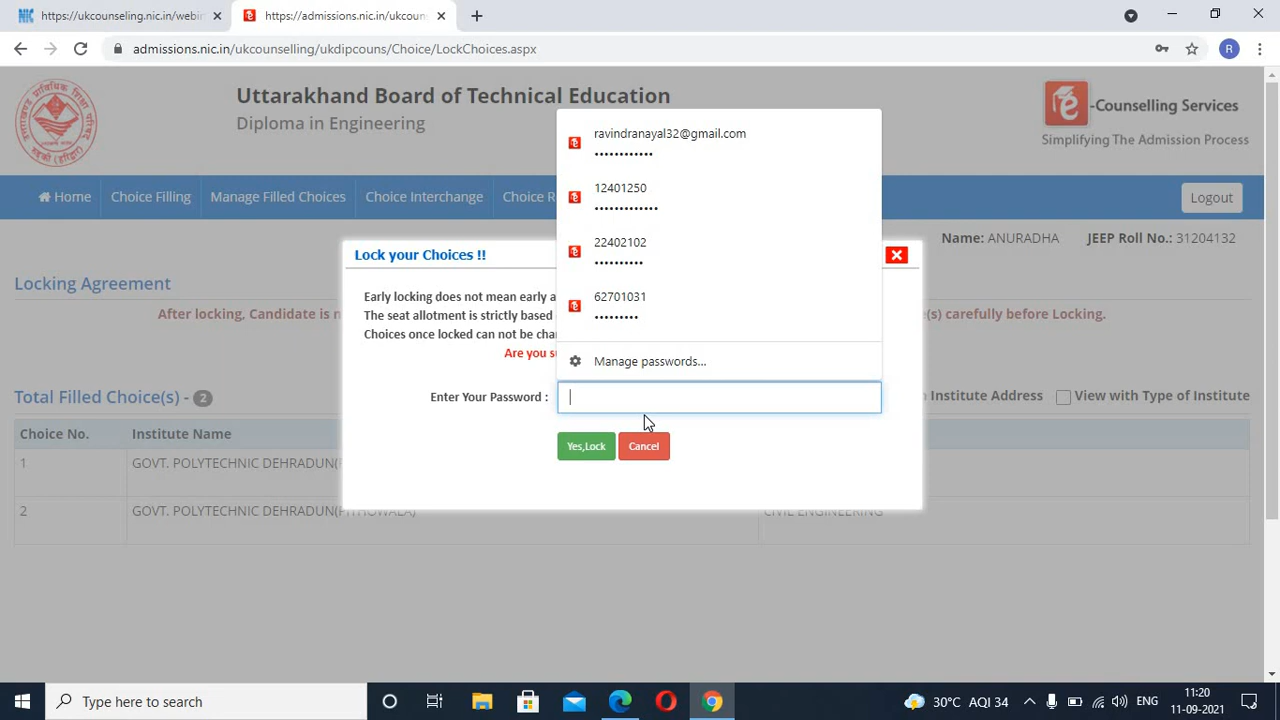 https://ukcounseling.nic.in/webinf
https://admissions.nic.in/ukcouns
admissions.nic.in/ukcounselling/ukdipcouns/Choice/LockChoices.aspx
R
Uttarakhand Board of Technical Education
Diploma in Engineering
e-Counselling Services
Simplifying The Admission Process
Home
Choice Filling
Manage Filled Choices
Choice Interchange
Choice R
Logout
Name: ANURADHA
JEEP Roll No.: 31204132
Locking Agreement
After locking, Candidate is n
e(s) carefully before Locking.
Lock your Choices !!
Early locking does not mean early a
The seat allotment is strictly based
Choices once locked can not be cha
Are you su
ravindranayal32@gmail.com
••••••••••••
12401250
•••••••••••••
22402102
••••••••••
62701031
•••••••••
Manage passwords...
Enter Your Password :
Yes,Lock
Cancel
Total Filled Choice(s) - 2
h Institute Address
View with Type of Institute
Choice No.
Institute Name
1
GOVT. POLYTECHNIC DEHRADUN(P
2
GOVT. POLYTECHNIC DEHRADUN(PITHUWALA)
CIVIL ENGINEERING
Type here to search
30°C AQI 34
ENG
11:20
11-09-2021